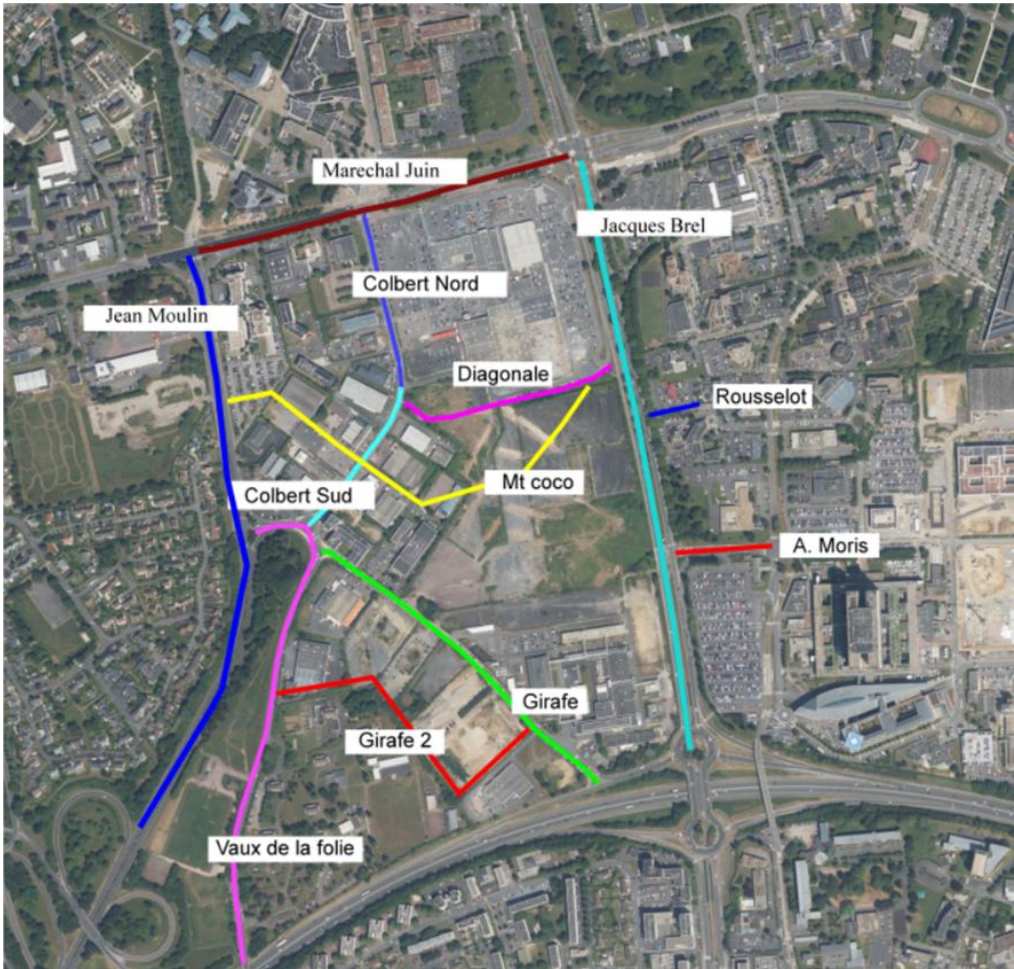 Marechal Juin
Jacques Brel
Colbert Nord
Jean Moulin
Diagonale
Rousselot
Mt coco
Colbert Sud
A. Moris
Girafe
Girafe 2
Vaux de la folie